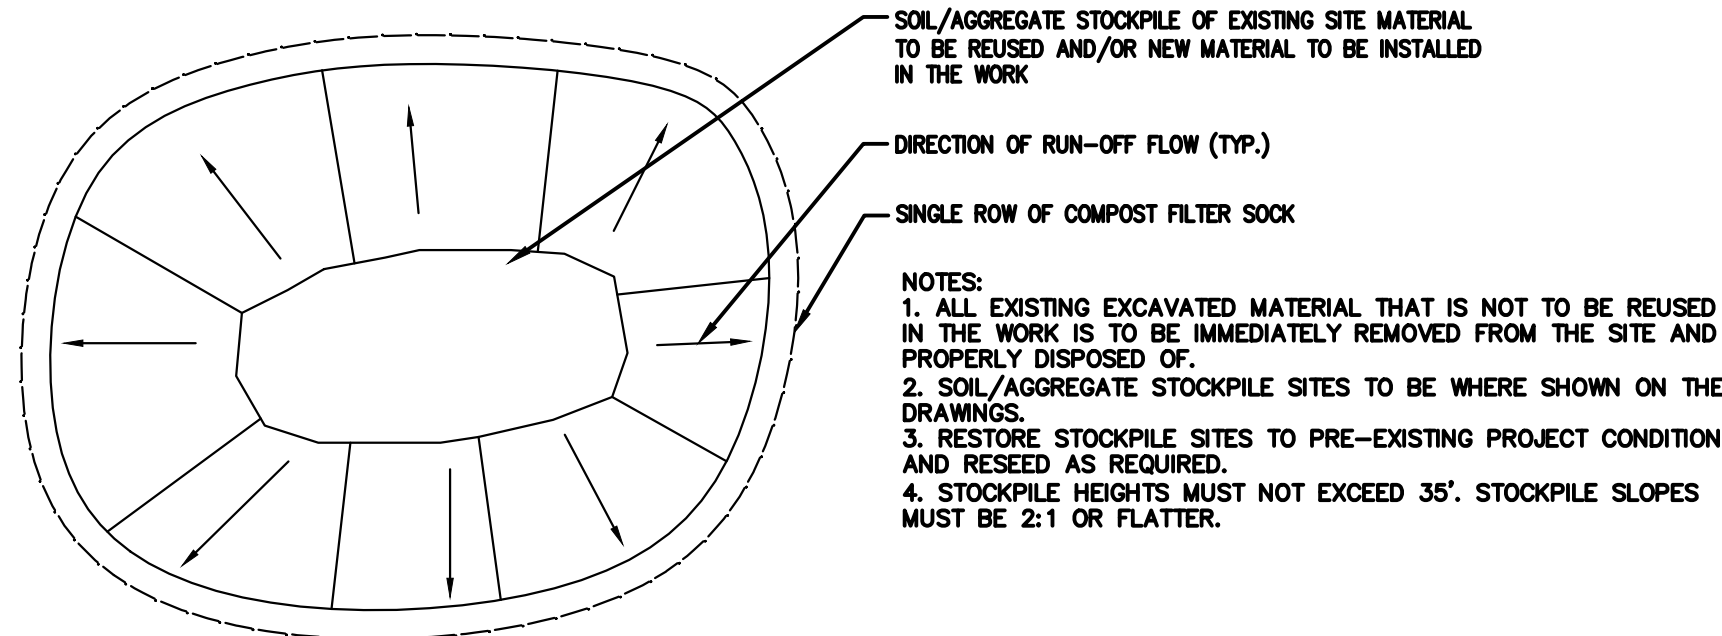 SOIL/AGGREGATE STOCKPILE OF EXISTING SITE MATERIAL
TO BE REUSED AND/OR NEW MATERIAL TO BE INSTALLED
IN THE WORK
DIRECTION OF RUN-OFF FLOW (TYP.)
SINGLE ROW OF COMPOST FILTER SOCK
NOTES:
1. ALL EXISTING EXCAVATED MATERIAL THAT IS NOT TO BE REUSED
IN THE WORK IS TO BE IMMEDIATELY REMOVED FROM THE SITE AND
PROPERLY DISPOSED OF.
2. SOIL/AGGREGATE STOCKPILE SITES TO BE WHERE SHOWN ON THE
DRAWINGS.
3. RESTORE STOCKPILE SITES TO PRE-EXISTING PROJECT CONDITION
AND RESEED AS REQUIRED.
4. STOCKPILE HEIGHTS MUST NOT EXCEED 35'. STOCKPILE SLOPES
MUST BE 2:1 OR FLATTER.